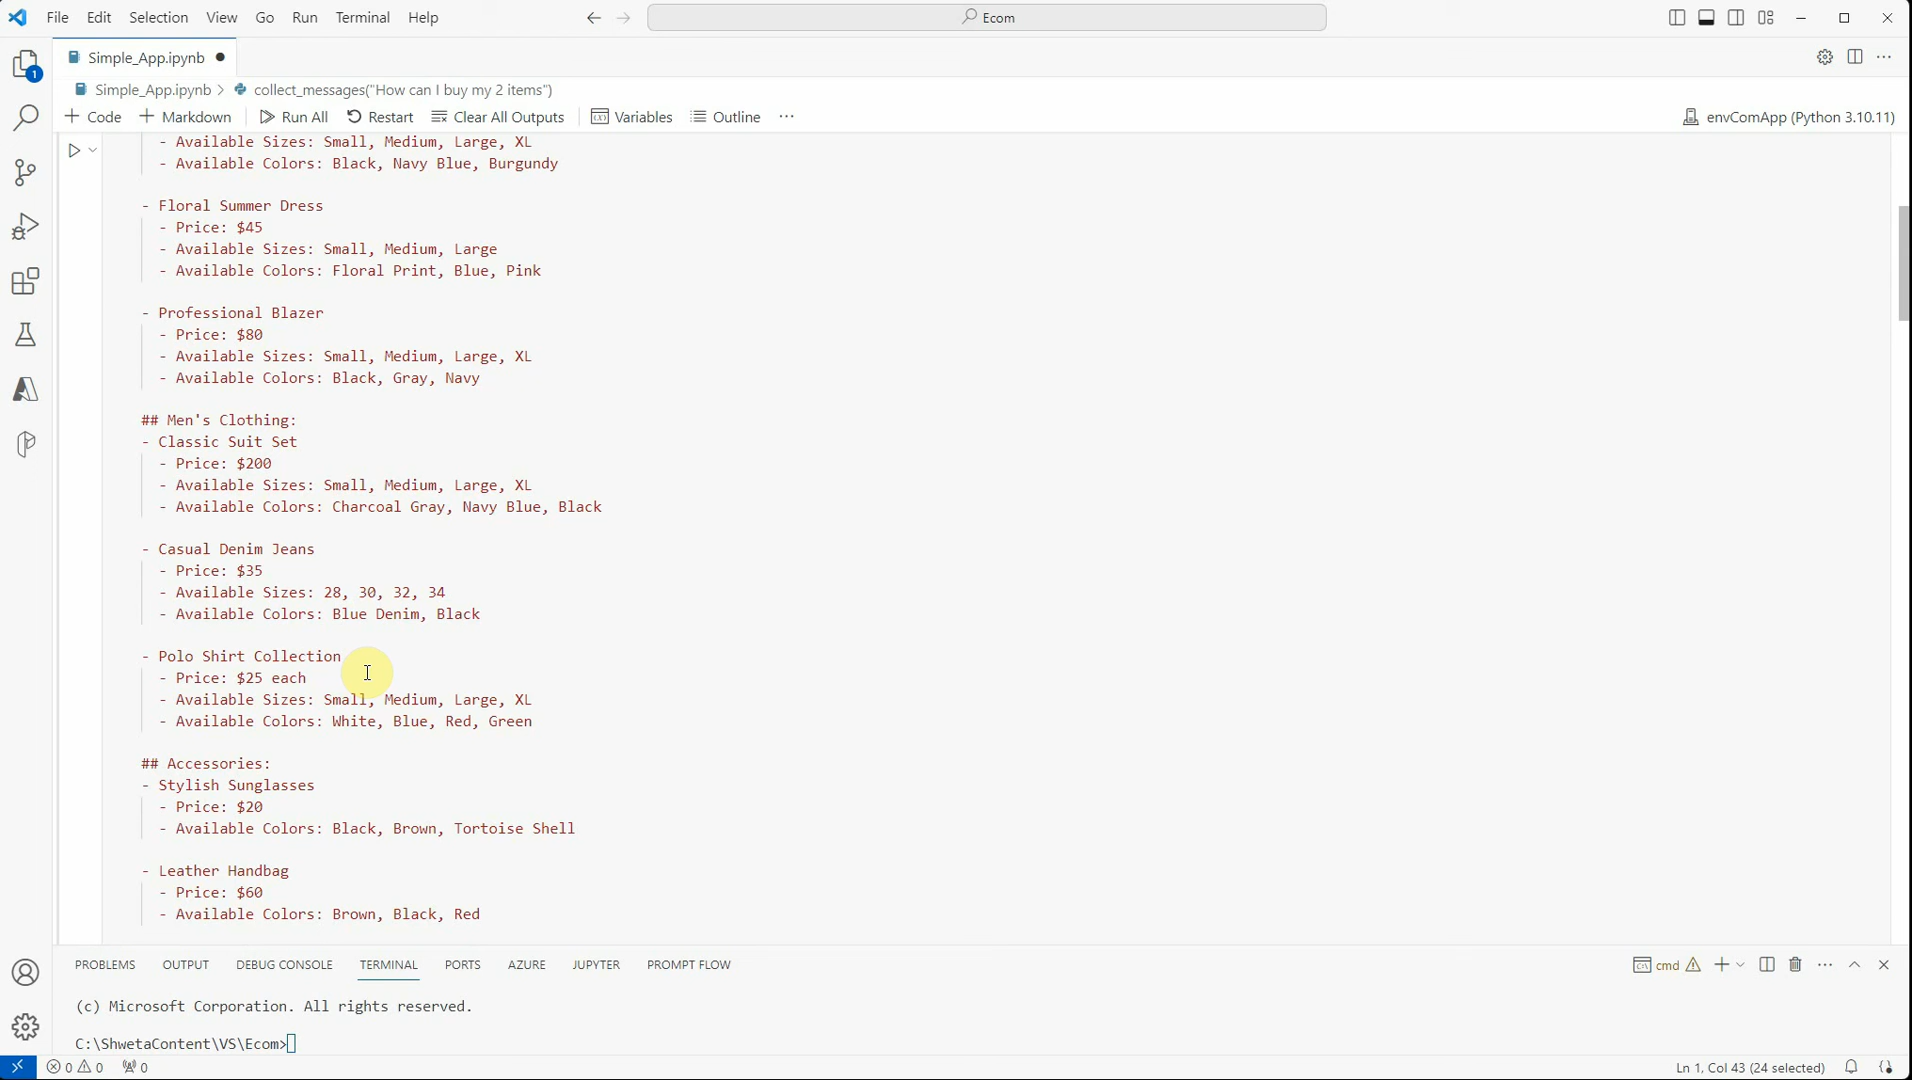 File Edit Selection View Go Run Terminal Help
Ecom
1
Simple_App.ipynb
Simple_App.ipynb > collect_messages("How can I buy my 2 items")
+ Code + Markdown Run All Restart Clear All Outputs Variables Outline ...
envComApp (Python 3.10.11)
- Available Sizes: Small, Medium, Large, XL
- Available Colors: Black, Navy Blue, Burgundy
- Floral Summer Dress
- Price: $45
- Available Sizes: Small, Medium, Large
- Available Colors: Floral Print, Blue, Pink
- Professional Blazer
- Price: $80
- Available Sizes: Small, Medium, Large, XL
- Available Colors: Black, Gray, Navy
## Men's Clothing:
- Classic Suit Set
- Price: $200
- Available Sizes: Small, Medium, Large, XL
- Available Colors: Charcoal Gray, Navy Blue, Black
- Casual Denim Jeans
- Price: $35
- Available Sizes: 28, 30, 32, 34
- Available Colors: Blue Denim, Black
- Polo Shirt Collection
- Price: $25 each
- Available Sizes: Small, Medium, Large, XL
- Available Colors: White, Blue, Red, Green
## Accessories:
- Stylish Sunglasses
- Price: $20
- Available Colors: Black, Brown, Tortoise Shell
- Leather Handbag
- Price: $60
- Available Colors: Brown, Black, Red
PROBLEMS OUTPUT DEBUG CONSOLE TERMINAL PORTS AZURE JUPYTER PROMPT FLOW
cmd
(c) Microsoft Corporation. All rights reserved.
C:\ShwetaContent\VS\Ecom>
0 0 0
Ln 1, Col 43 (24 selected)